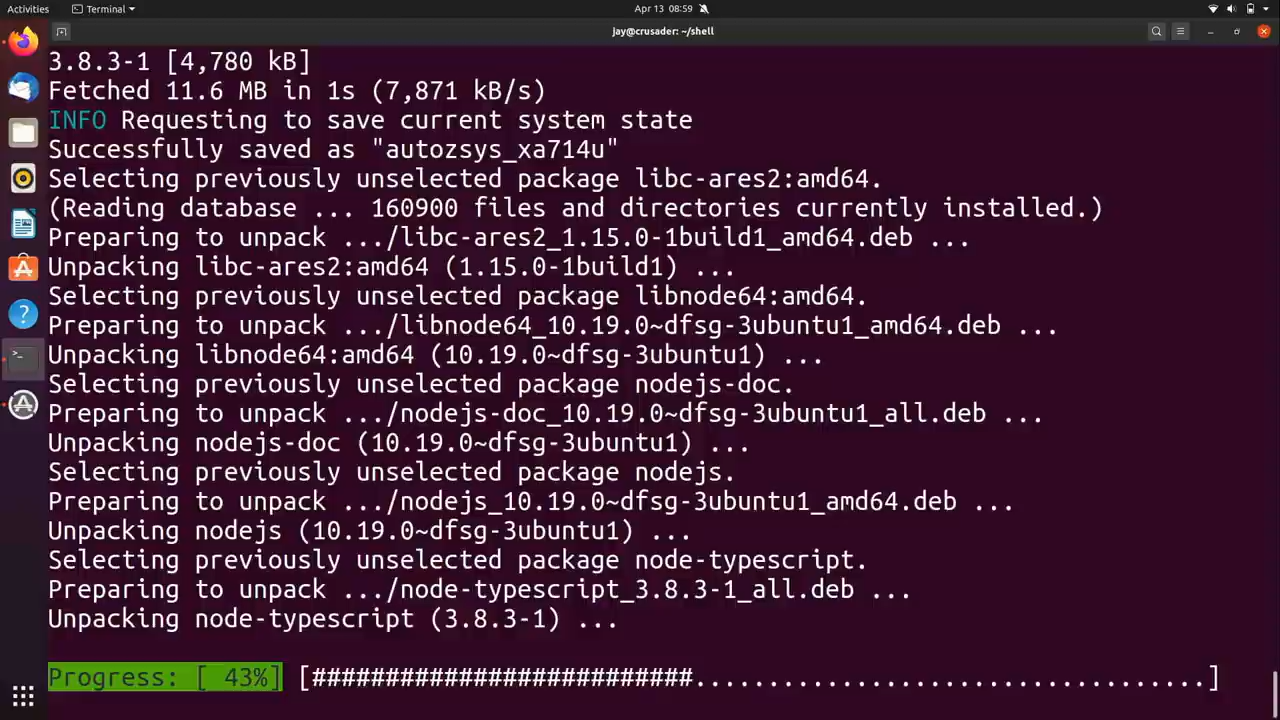 Activities
Terminal
Apr 13 08:59
jay@crusader: ~/shell
3.8.3-1 [4,780 kB]
Fetched 11.6 MB in 1s (7,871 kB/s)
INFO Requesting to save current system state
Successfully saved as "autozsys_xa714u"
Selecting previously unselected package libc-ares2:amd64.
(Reading database ... 160900 files and directories currently installed.)
Preparing to unpack .../libc-ares2_1.15.0-1build1_amd64.deb ...
Unpacking libc-ares2:amd64 (1.15.0-1build1) ...
Selecting previously unselected package libnode64:amd64.
Preparing to unpack .../libnode64_10.19.0~dfsg-3ubuntu1_amd64.deb ...
Unpacking libnode64:amd64 (10.19.0~dfsg-3ubuntu1) ...
Selecting previously unselected package nodejs-doc.
Preparing to unpack .../nodejs-doc_10.19.0~dfsg-3ubuntu1_all.deb ...
Unpacking nodejs-doc (10.19.0~dfsg-3ubuntu1) ...
Selecting previously unselected package nodejs.
Preparing to unpack .../nodejs_10.19.0~dfsg-3ubuntu1_amd64.deb ...
Unpacking nodejs (10.19.0~dfsg-3ubuntu1) ...
Selecting previously unselected package node-typescript.
Preparing to unpack .../node-typescript_3.8.3-1_all.deb ...
Unpacking node-typescript (3.8.3-1) ...
Progress: [ 43%] [##########################...................................]